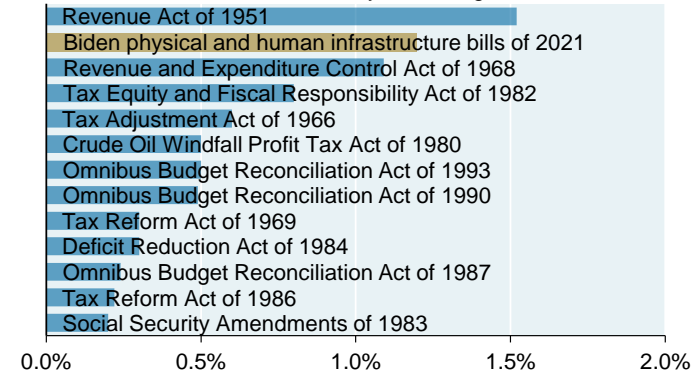 Revenue Act of 1951
Biden physical and human infrastructure bills of 2021
Revenue and Expenditure Control Act of 1968
Tax Equity and Fiscal Responsibility Act of 1982
Tax Adjustment Act of 1966
Crude Oil Windfall Profit Tax Act of 1980
Omnibus Budget Reconciliation Act of 1993
Omnibus Budget Reconciliation Act of 1990
Tax Reform Act of 1969
Deficit Reduction Act of 1984
Omnibus Budget Reconciliation Act of 1987
Tax Reform Act of 1986
Social Security Amendments of 1983
0.0% 0.5% 1.0% 1.5% 2.0%